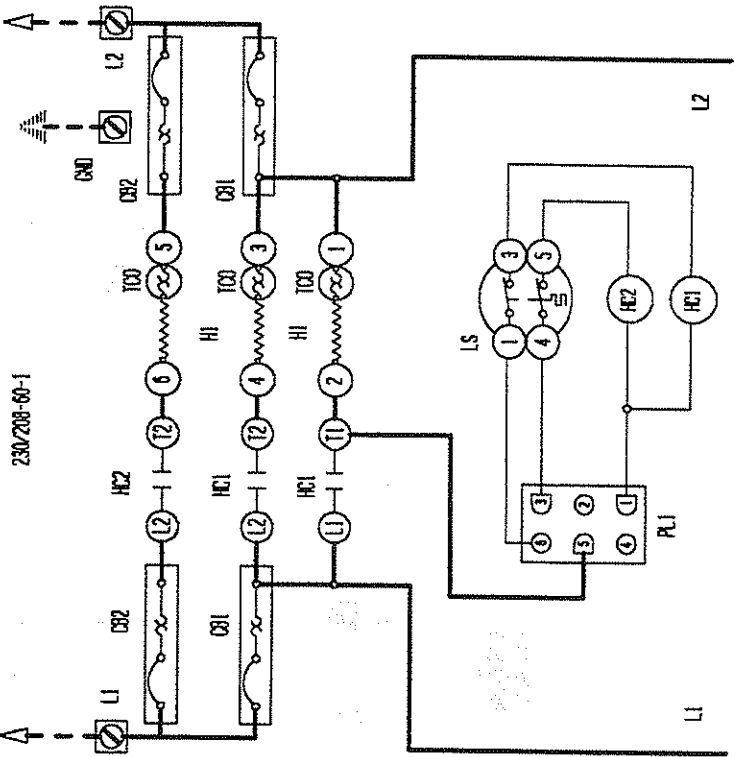 230/208-60-1
GND
L1
CB2
HC2
TCO
CB2
L2
L2
T2
6
5
CB1
HC1
H1
TCO
CB1
L2
T2
4
3
HC1
H1
TCO
L1
T1
2
1
LS
1
3
6
3
4
5
5
2
4
1
HC2
PL1
HC1
L1
L2